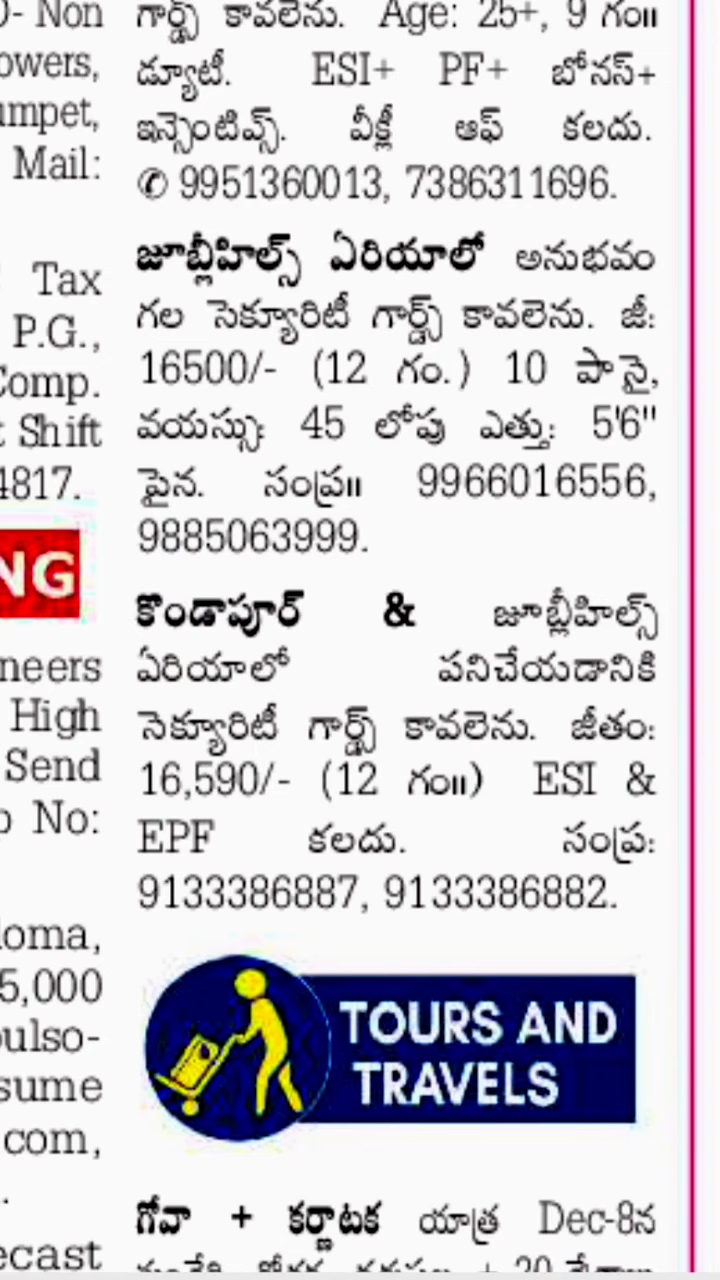 O- Non
owers,
umpet,
Mail:
Tax
P.G.,
Comp.
t Shift
4817.
NG
neers
High
Send
p No:
loma,
5,000
pulso-
sume
com,
.
ecast
గార్డ్స్ కావలెను. Age: 25+, 9 గం॥
డ్యూటీ. ESI+ PF+ బోనస్+
ఇన్సెంటివ్స్. వీక్లీ ఆఫ్ కలదు.
✆ 9951360013, 7386311696.
జూబ్లీహిల్స్ ఏరియాలో అనుభవం
గల సెక్యూరిటీ గార్డ్స్ కావలెను. జీ:
16500/- (12 గం.) 10 పానై,
వయస్సు: 45 లోపు ఎత్తు: 5'6"
పైన. సంప్ర॥ 9966016556,
9885063999.
కొండాపూర్ & జూబ్లీహిల్స్
ఏరియాలో పనిచేయడానికి
సెక్యూరిటీ గార్డ్స్ కావలెను. జీతం:
16,590/- (12 గం॥) ESI &
EPF కలదు. సంప్ర:
9133386887, 9133386882.
TOURS AND
TRAVELS
గోవా + కర్ణాటక యాత్ర Dec-8న